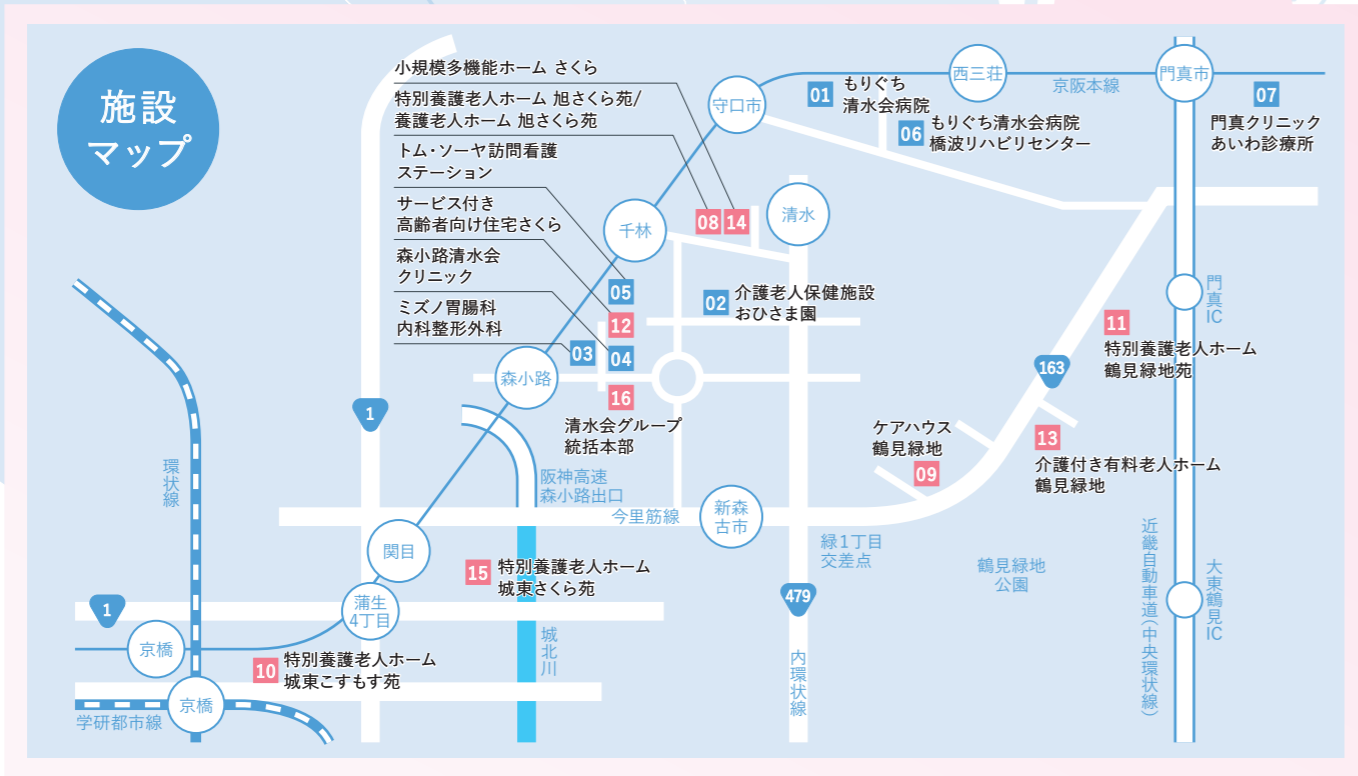 施設
マップ
小規模多機能ホーム さくら
特別養護老人ホーム 旭さくら苑/
養護老人ホーム 旭さくら苑
トム・ソーヤ訪問看護
ステーション
サービス付き
高齢者向け住宅さくら
森小路清水会
クリニック
ミズノ胃腸科
内科整形外科
守口市
01
もりぐち
清水会病院
西三荘
京阪本線
門真市
07
門真クリニック
あいわ診療所
06
もりぐち清水会病院
橋波リハビリセンター
千林
08
14
清水
05
12
03
04
02
介護老人保健施設
おひさま園
門真IC
11
特別養護老人ホーム
鶴見緑地苑
163
森小路
16
清水会グループ
統括本部
1
ケアハウス
鶴見緑地
09
13
介護付き有料老人ホーム
鶴見緑地
環状線
阪神高速
森小路出口
今里筋線
新森
古市
緑1丁目
交差点
鶴見緑地
公園
近畿自動車道(中央環状線)
大東鶴見IC
関目
15
特別養護老人ホーム
城東さくら苑
479
内環状線
1
蒲生
4丁目
城北川
京橋
10
特別養護老人ホーム
城東こすもす苑
京橋
学研都市線